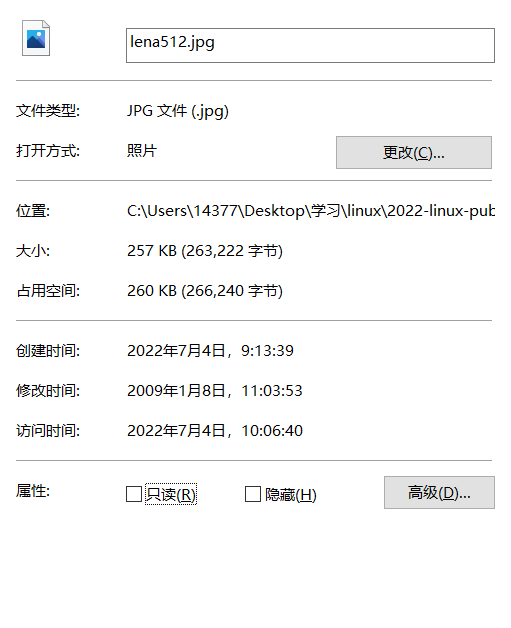 lena512.jpg
文件类型: JPG 文件 (.jpg)
打开方式: 照片 更改(C)...
位置: C:\Users\14377\Desktop\学习\linux\2022-linux-pub
大小: 257 KB (263,222 字节)
占用空间: 260 KB (266,240 字节)
创建时间: 2022年7月4日，9:13:39
修改时间: 2009年1月8日，11:03:53
访问时间: 2022年7月4日，10:06:40
属性: 只读(R) 隐藏(H) 高级(D)...